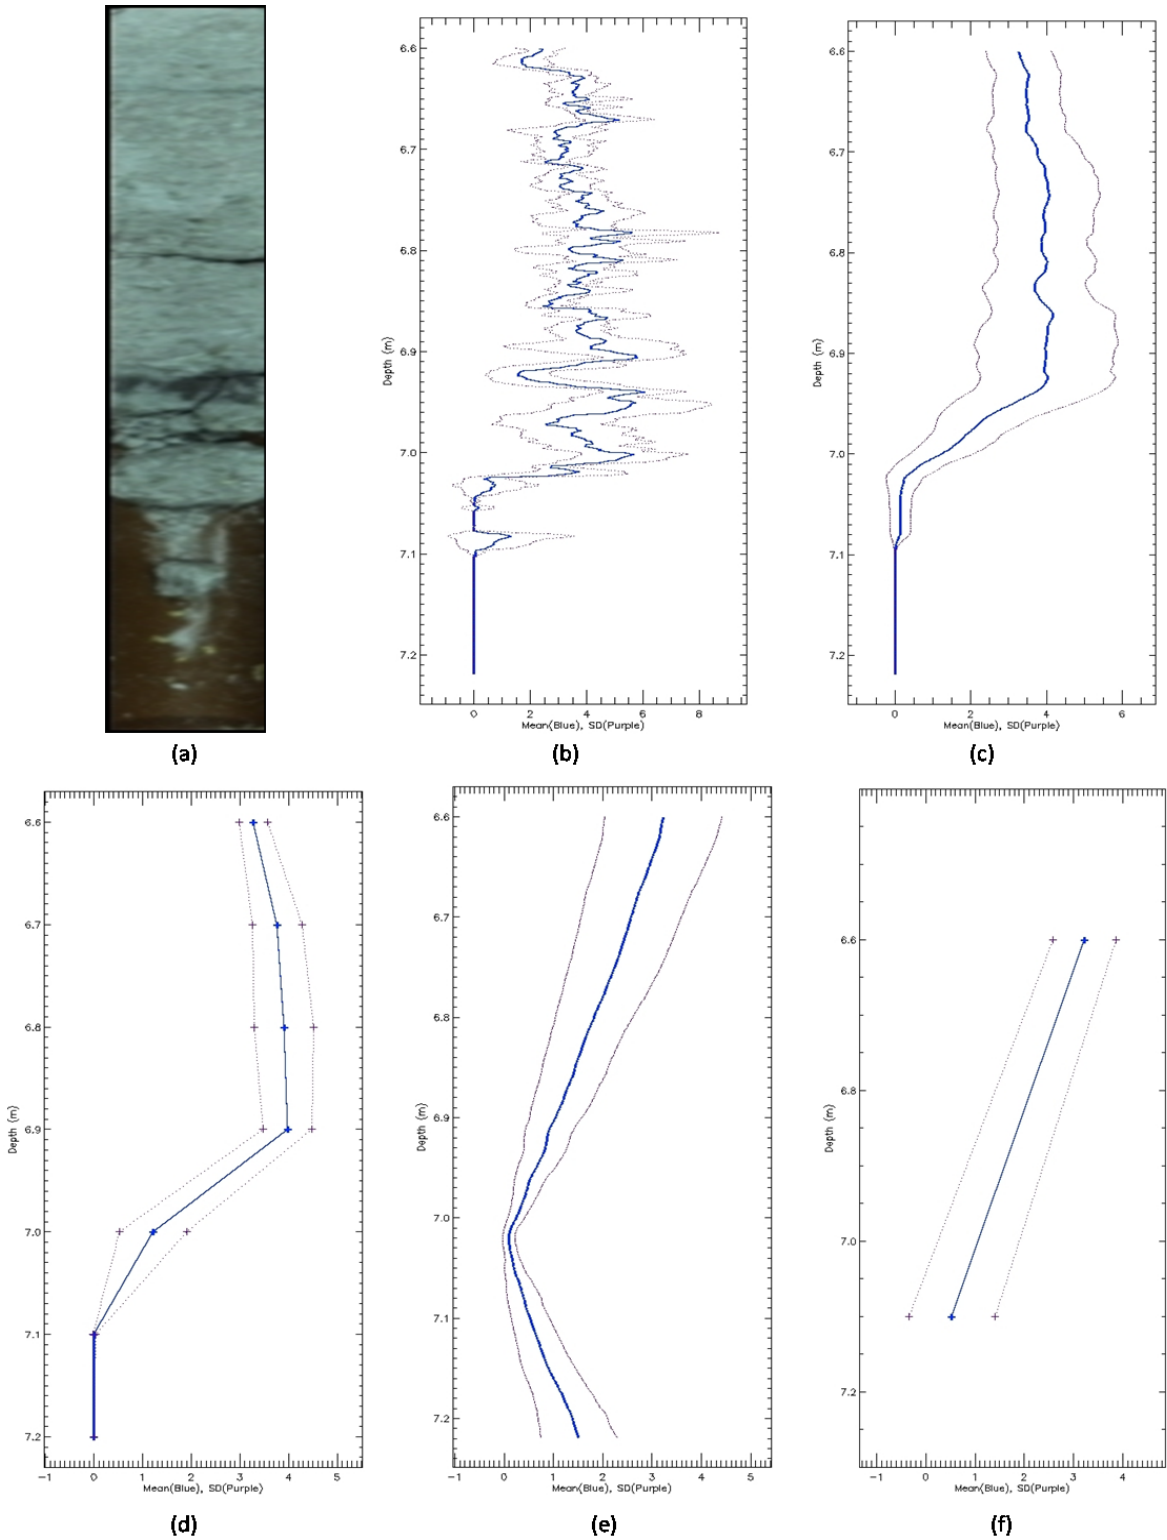 6.6
6.7
6.8
6.9
7.0
7.1
7.2
Depth (m)
0 2 4 6 8
Mean(Blue), SD(Purple)
6.6
6.7
6.8
6.9
7.0
7.1
7.2
Depth (m)
0 2 4 6
Mean(Blue), SD(Purple)
(a) (b) (c)
6.6
6.7
6.8
6.9
7.0
7.1
7.2
Depth (m)
-1 0 1 2 3 4 5
Mean(Blue), SD(Purple)
6.6
6.7
6.8
6.9
7.0
7.1
7.2
Depth (m)
-1 0 1 2 3 4 5
Mean(Blue), SD(Purple)
6.6
6.8
7.0
7.2
Depth (m)
-1 0 1 2 3 4
Mean(Blue), SD(Purple)
(d) (e) (f)